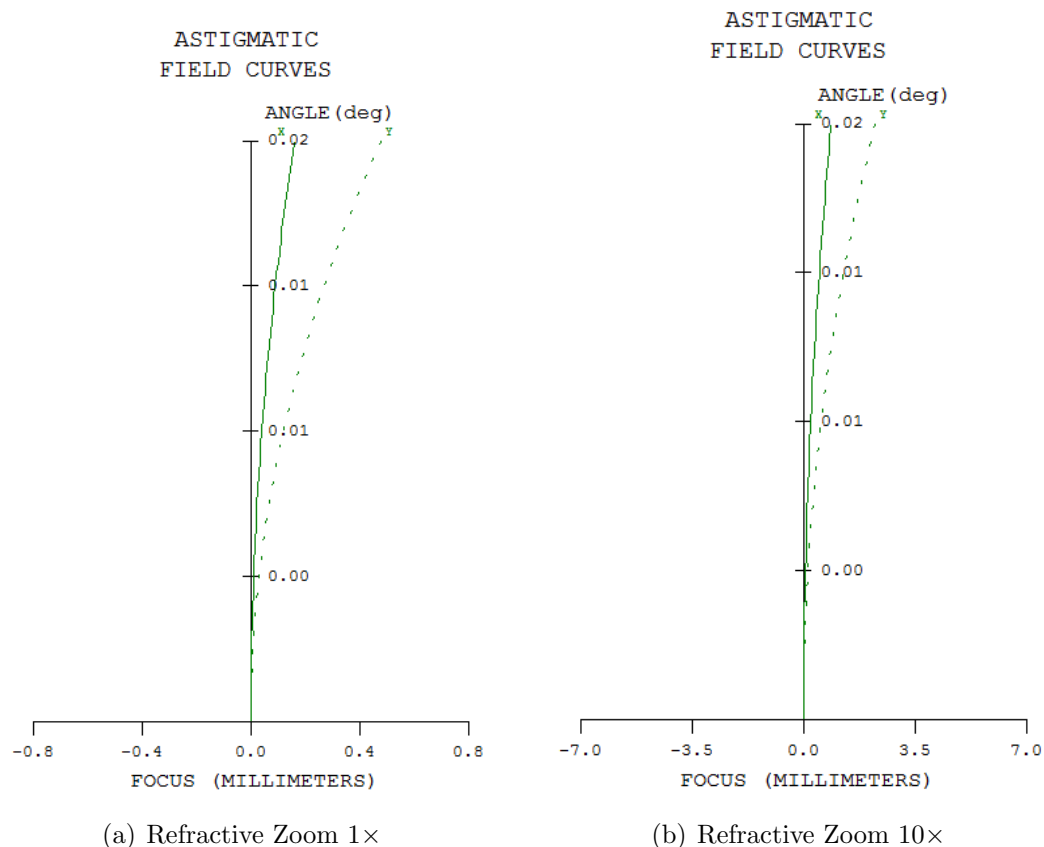 ASTIGMATIC
FIELD CURVES
ANGLE(deg)
X Y
0.02
0.01
0.01
0.00
-0.8 -0.4 0.0 0.4 0.8
FOCUS (MILLIMETERS)
(a) Refractive Zoom 1×
ASTIGMATIC
FIELD CURVES
ANGLE(deg)
X Y
0.02
0.01
0.01
0.00
-7.0 -3.5 0.0 3.5 7.0
FOCUS (MILLIMETERS)
(b) Refractive Zoom 10×